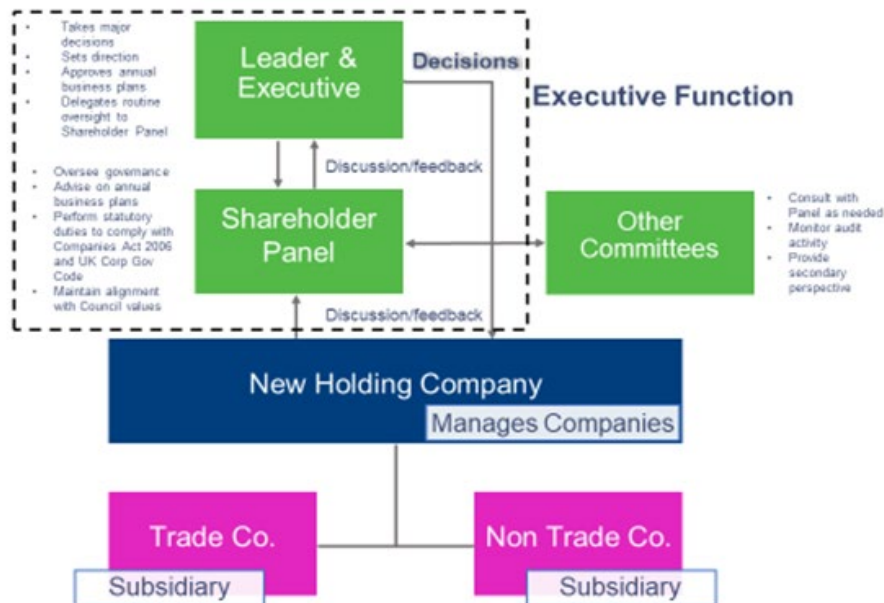 Takes major
decisions
Sets direction
Approves annual
business plans
Delegates routine
oversight to
Shareholder Panel
Leader &
Executive
Decisions
Executive Function
Discussion/feedback
Oversee governance
Advise on annual
business plans
Perform statutory
duties to comply with
Companies Act 2006
and UK Corp Gov
Code
Maintain alignment
with Council values
Shareholder
Panel
Other
Committees
Consult with
Panel as needed
Monitor audit
activity
Provide
secondary
perspective
Discussion/feedback
New Holding Company
Manages Companies
Trade Co.
Subsidiary
Non Trade Co.
Subsidiary